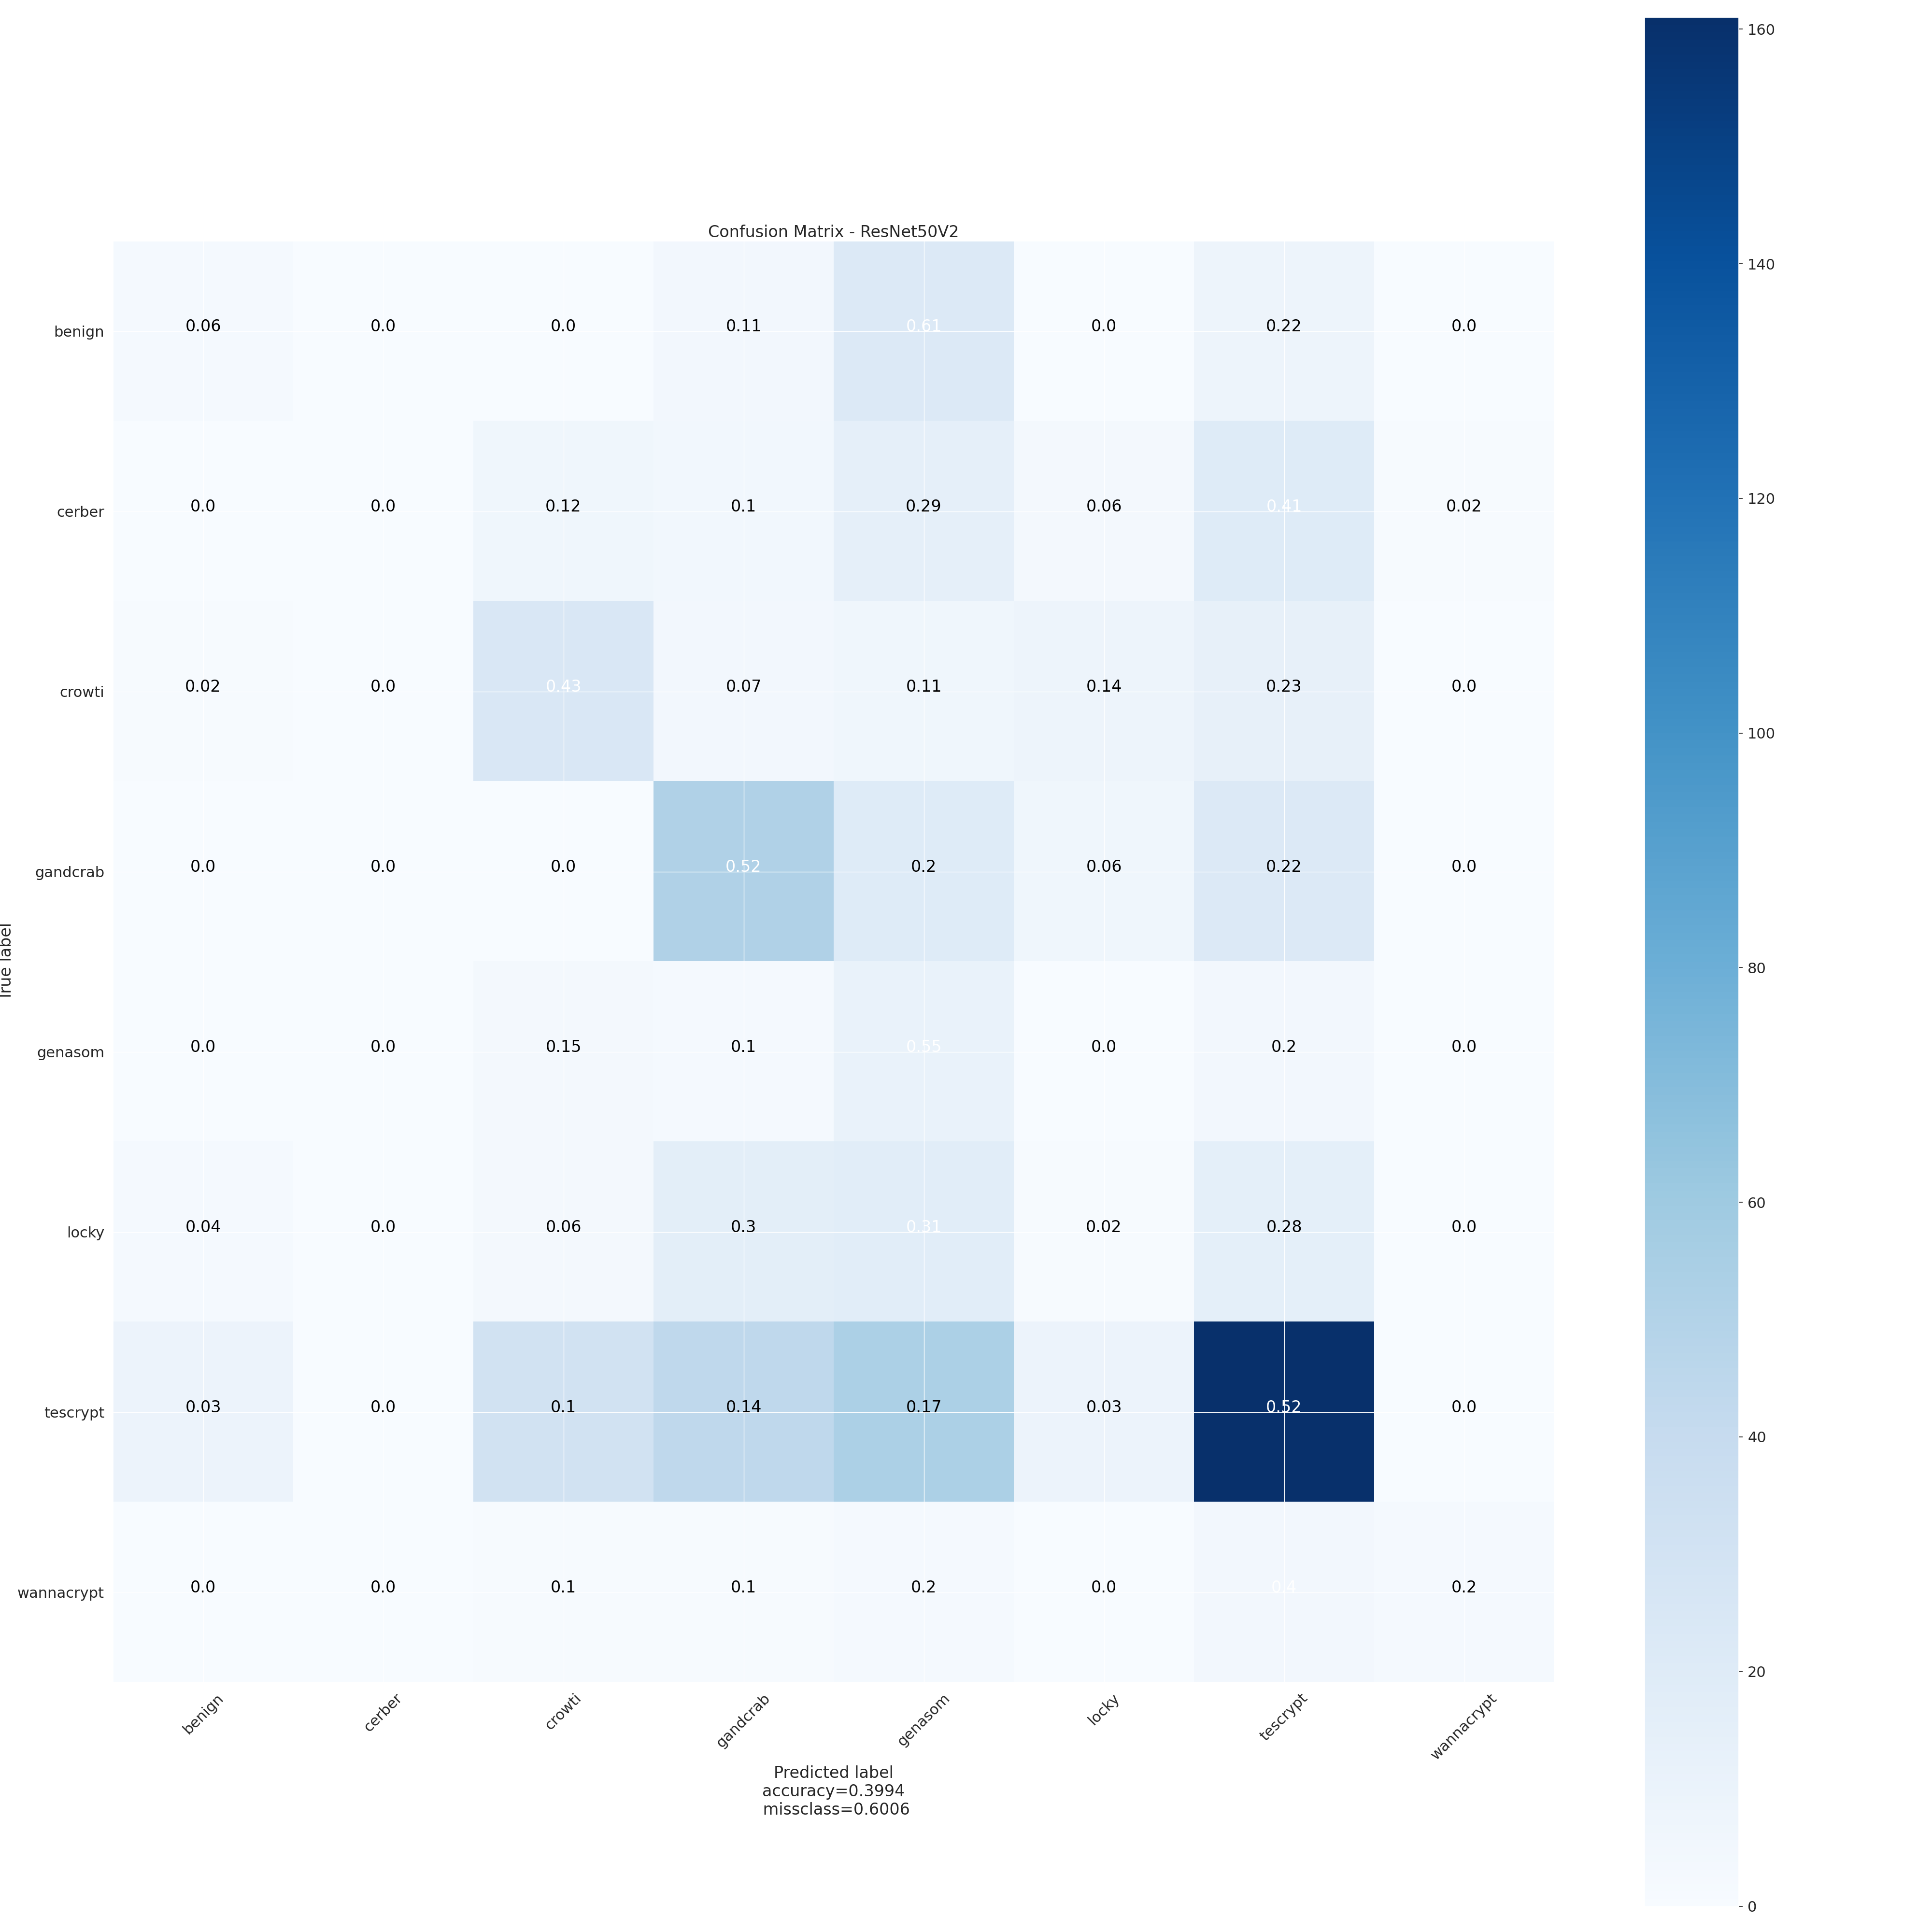 Confusion Matrix - ResNet50V2
benign 0.06 0.0 0.0 0.11 0.61 0.0 0.22 0.0
cerber 0.0 0.0 0.12 0.1 0.29 0.06 0.41 0.02
crowti 0.02 0.0 0.43 0.07 0.11 0.14 0.23 0.0
gandcrab 0.0 0.0 0.0 0.52 0.2 0.06 0.22 0.0
True label
genasom 0.0 0.0 0.15 0.1 0.55 0.0 0.2 0.0
locky 0.04 0.0 0.06 0.3 0.31 0.02 0.28 0.0
tescrypt 0.03 0.0 0.1 0.14 0.17 0.03 0.52 0.0
wannacrypt 0.0 0.0 0.1 0.1 0.2 0.0 0.4 0.2
benign cerber crowti gandcrab genasom locky tescrypt wannacrypt
Predicted label
accuracy=0.3994
missclass=0.6006
160
140
120
100
80
60
40
20
0